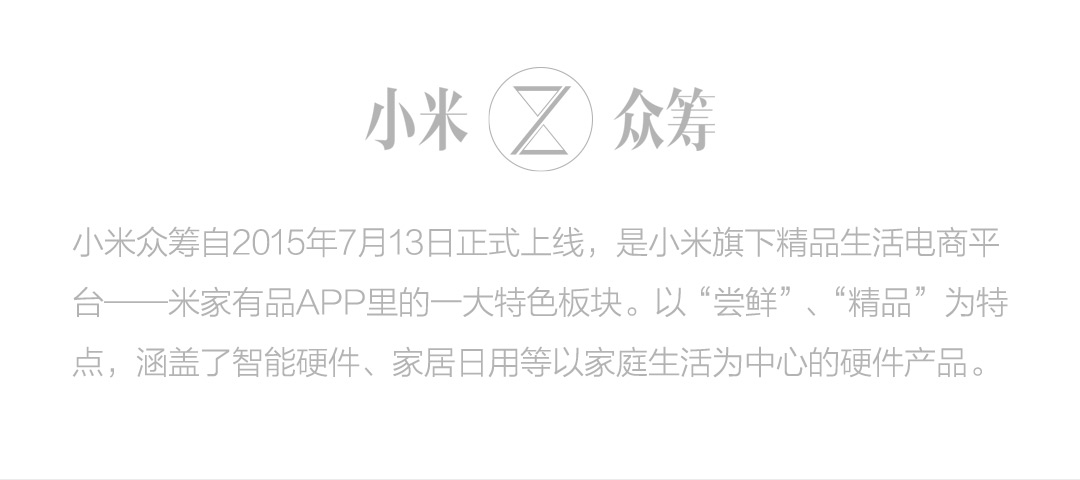 小米 众筹
小米众筹自2015年7月13日正式上线，是小米旗下精品生活电商平
台——米家有品APP里的一大特色板块。以“尝鲜”、“精品”为特
点，涵盖了智能硬件、家居日用等以家庭生活为中心的硬件产品。